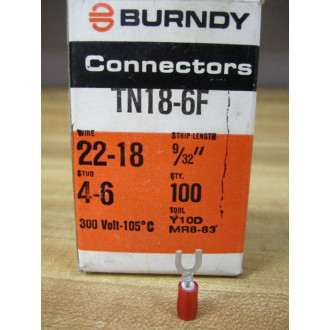 BURNDY
Connectors
TN18-6F
WIRE STRIP LENGTH
22-18 9/32"
STUD QTY.
4-6 100
TOOL
300 Volt-105°C Y10D
MR8-83